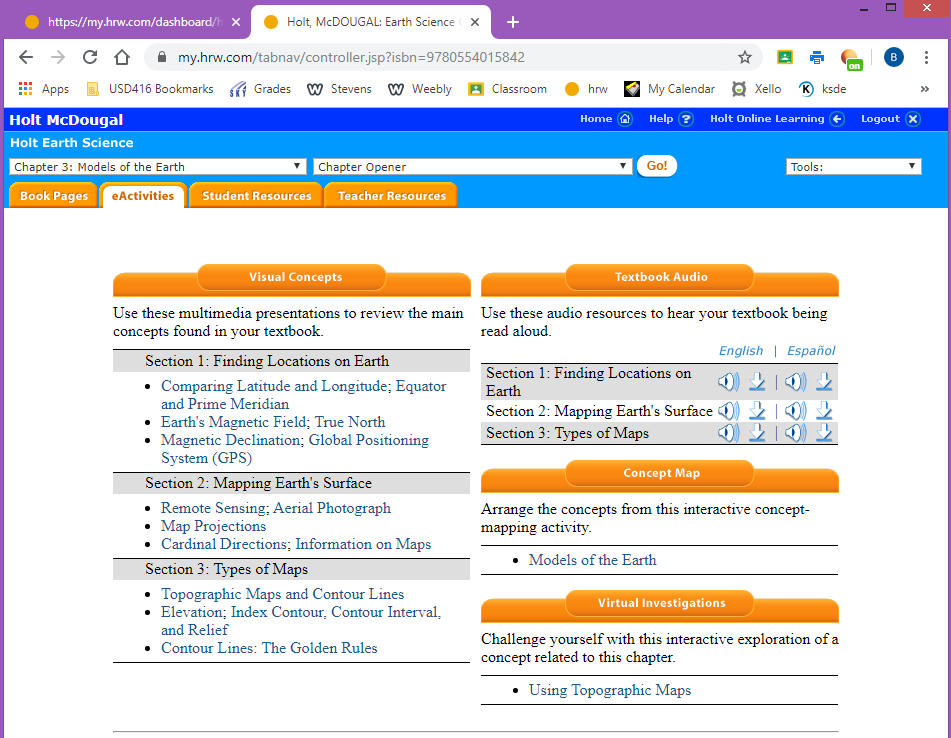 https://my.hrw.com/dashboard/h
Holt, McDOUGAL: Earth Science
my.hrw.com/tabnav/controller.jsp?isbn=9780554015842
on
B
Apps
USD416 Bookmarks
Grades
Stevens
Weebly
Classroom
hrw
My Calendar
Xello
ksde
»
Holt McDougal
Home
Help ?
Holt Online Learning
Logout
Holt Earth Science
Chapter 3: Models of the Earth
Chapter Opener
Go!
Tools:
Book Pages
eActivities
Student Resources
Teacher Resources
Visual Concepts
Use these multimedia presentations to review the main
concepts found in your textbook.
Section 1: Finding Locations on Earth
• Comparing Latitude and Longitude; Equator
and Prime Meridian
• Earth's Magnetic Field; True North
• Magnetic Declination; Global Positioning
System (GPS)
Section 2: Mapping Earth's Surface
• Remote Sensing; Aerial Photograph
• Map Projections
• Cardinal Directions; Information on Maps
Section 3: Types of Maps
• Topographic Maps and Contour Lines
• Elevation; Index Contour, Contour Interval,
and Relief
• Contour Lines: The Golden Rules
Textbook Audio
Use these audio resources to hear your textbook being
read aloud.
English | Español
Section 1: Finding Locations on
Earth
Section 2: Mapping Earth's Surface
Section 3: Types of Maps
Concept Map
Arrange the concepts from this interactive concept-
mapping activity.
• Models of the Earth
Virtual Investigations
Challenge yourself with this interactive exploration of a
concept related to this chapter.
• Using Topographic Maps